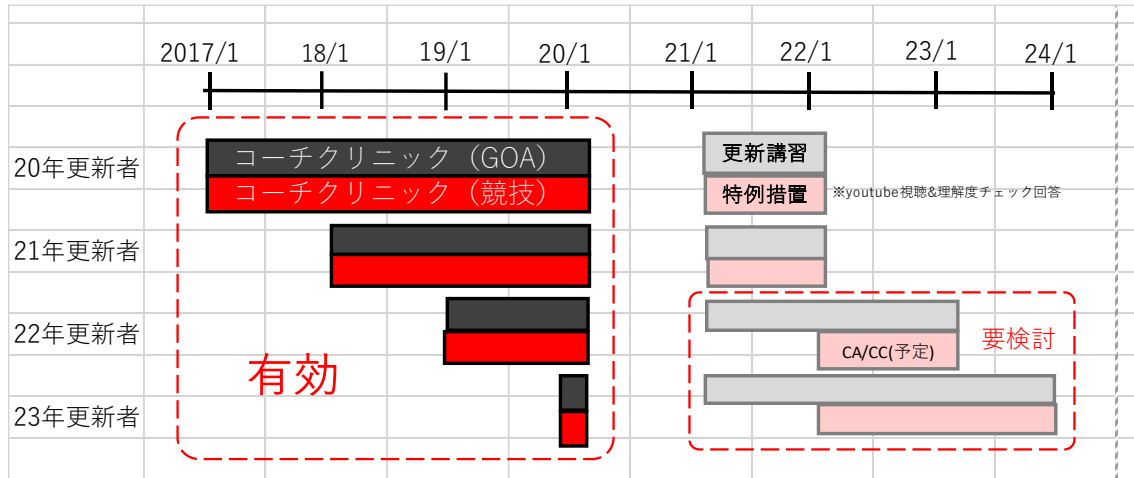 2017/1 18/1 19/1 20/1 21/1 22/1 23/1 24/1
20年更新者
コーチクリニック（GOA）
コーチクリニック（競技）
更新講習
特例措置
※youtube視聴&理解度チェック回答
21年更新者
22年更新者
CA/CC(予定)
要検討
有効
23年更新者